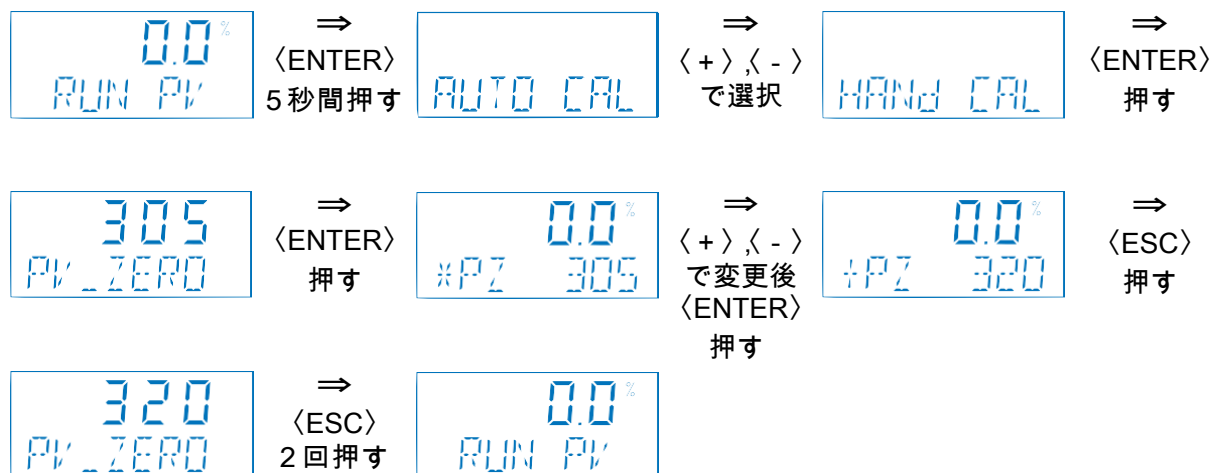 0.0%
RUN PV
⇒
〈ENTER〉
5秒間押す
AUTO CAL
⇒
〈+〉,〈-〉
で選択
HANd CAL
⇒
〈ENTER〉
押す
305
PV_ZERO
⇒
〈ENTER〉
押す
0.0%
*PZ 305
⇒
〈+〉,〈-〉
で変更後
〈ENTER〉
押す
0.0%
+PZ 320
⇒
〈ESC〉
押す
320
PV_ZERO
⇒
〈ESC〉
2回押す
0.0%
RUN PV